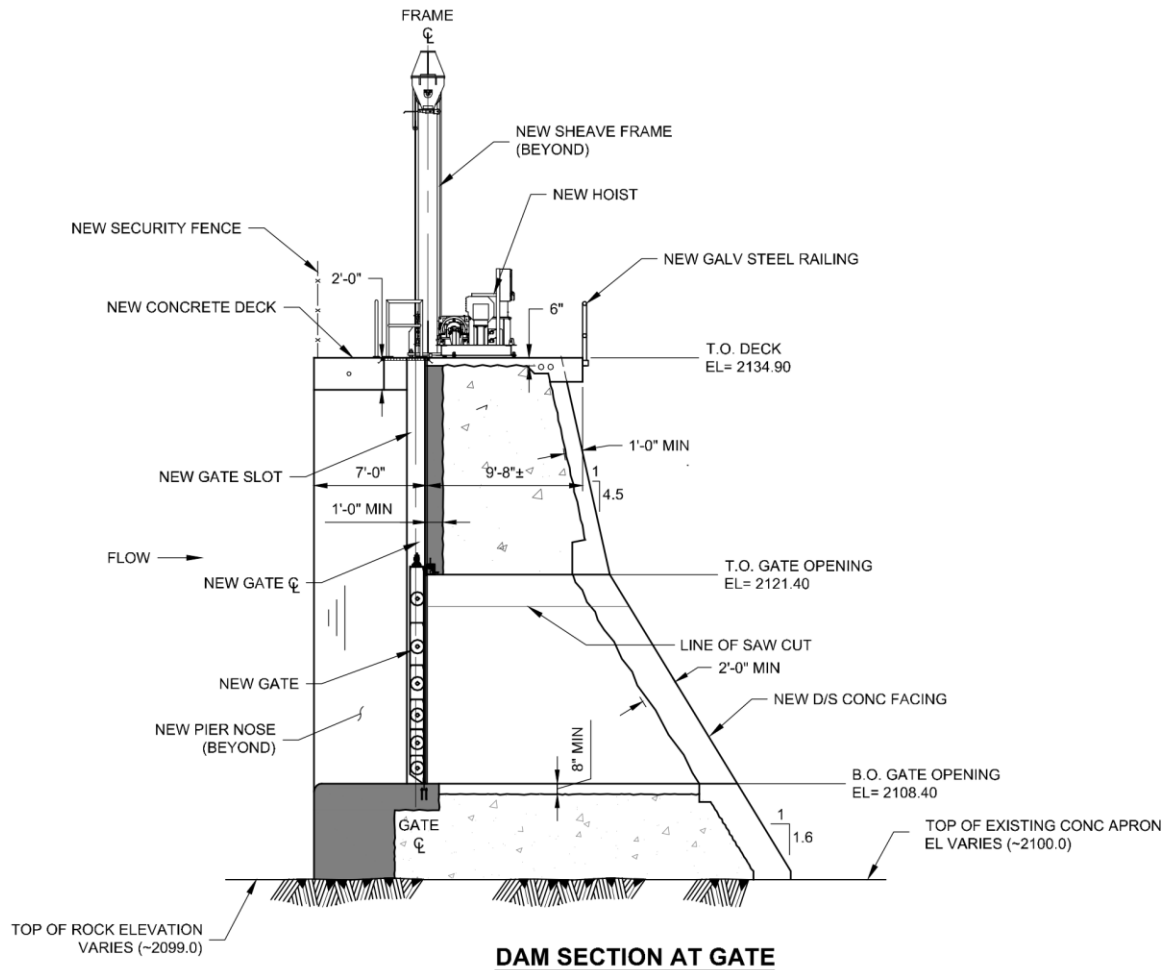 FRAME
℄
NEW SHEAVE FRAME
(BEYOND)
NEW HOIST
NEW SECURITY FENCE
NEW GALV STEEL RAILING
2'-0"
6"
NEW CONCRETE DECK
T.O. DECK
EL= 2134.90
1'-0" MIN
NEW GATE SLOT
7'-0"
9'-8"±
1
4.5
1'-0" MIN
FLOW
NEW GATE ℄
T.O. GATE OPENING
EL= 2121.40
LINE OF SAW CUT
2'-0" MIN
NEW GATE
NEW D/S CONC FACING
NEW PIER NOSE
(BEYOND)
8" MIN
B.O. GATE OPENING
EL= 2108.40
GATE
℄
1
1.6
TOP OF EXISTING CONC APRON
EL VARIES (~2100.0)
TOP OF ROCK ELEVATION
VARIES (~2099.0)
DAM SECTION AT GATE